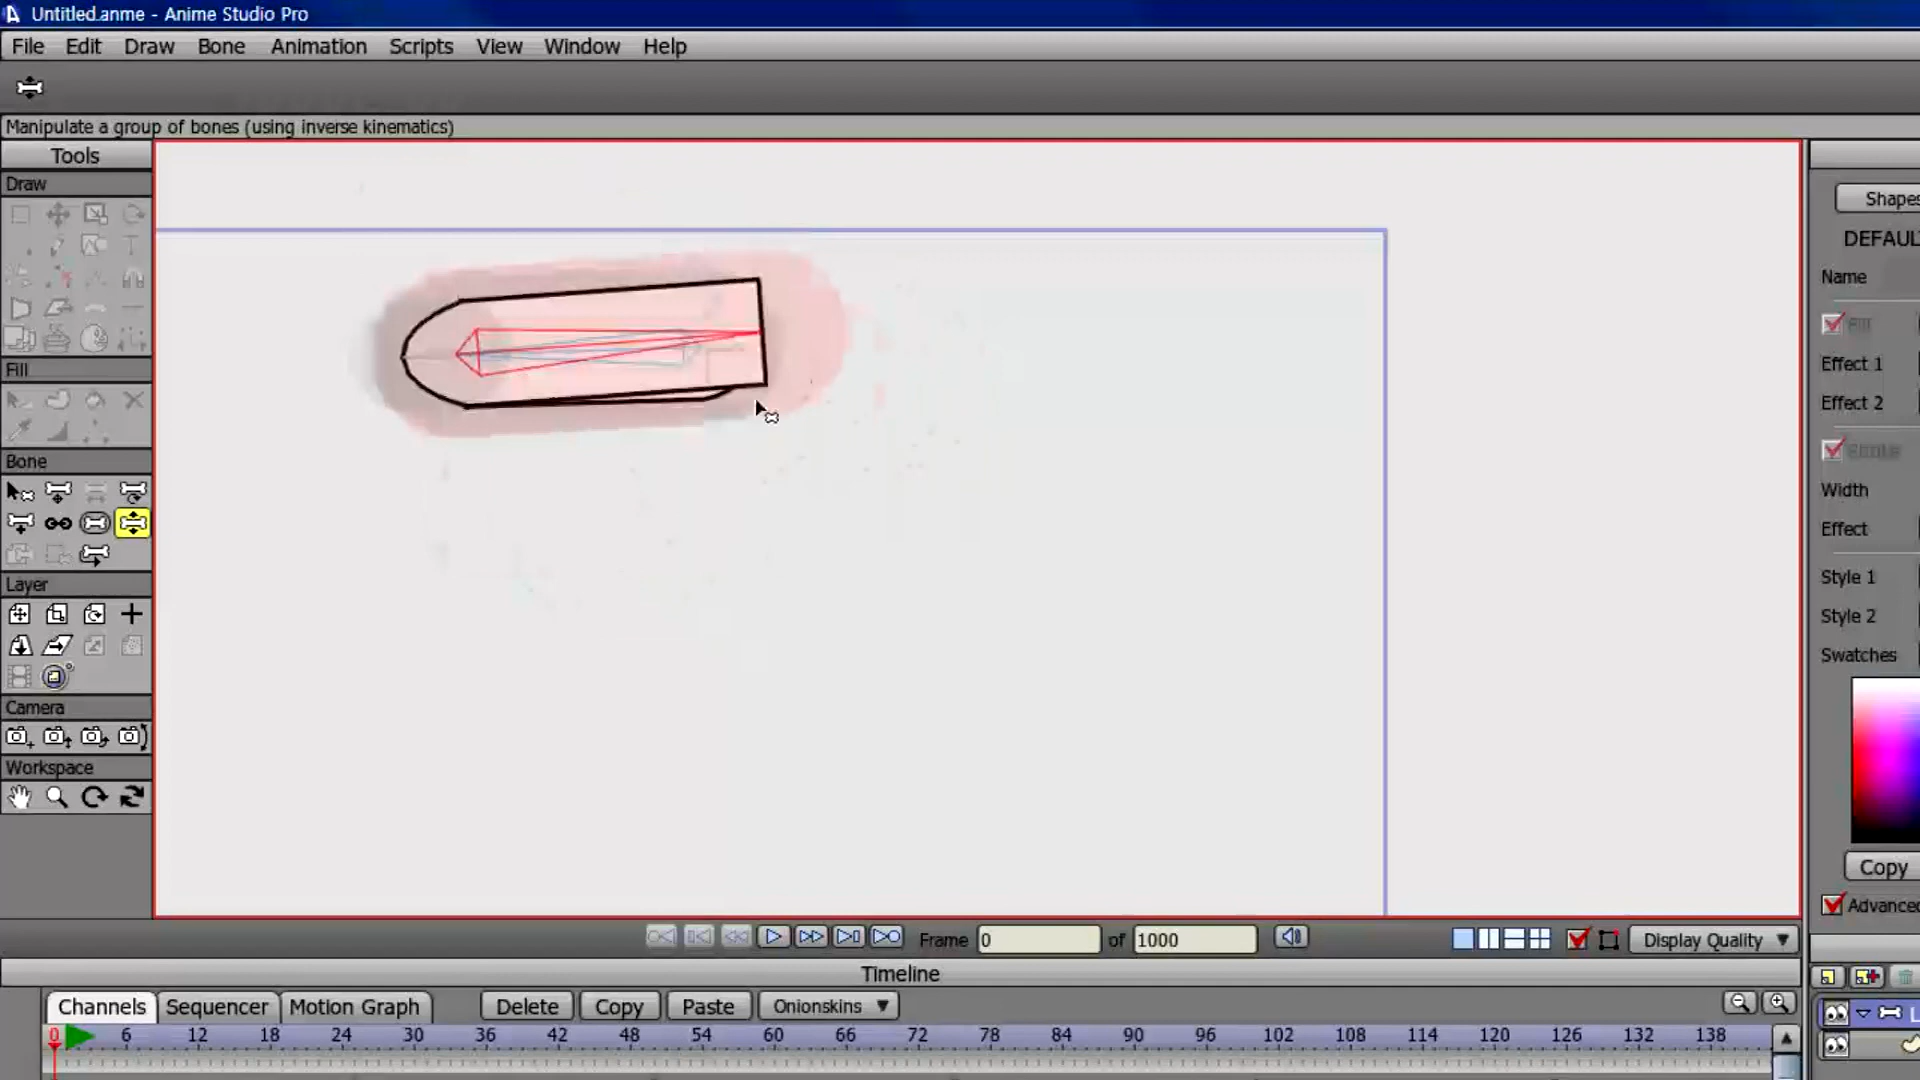 Untitled.anme - Anime Studio Pro
File Edit Draw Bone Animation Scripts View Window Help
Manipulate a group of bones (using inverse kinematics)
Tools
Draw
Fill
Bone
Layer
Camera
Workspace
Shapes
DEFAUL
Name
Fill
Effect 1
Effect 2
Stroke
Width
Effect
Style 1
Style 2
Swatches
Copy
Advanced
Frame 0 of 1000
Display Quality
Timeline
Channels Sequencer Motion Graph Delete Copy Paste Onionskins
0 6 12 18 24 30 36 42 48 54 60 66 72 78 84 90 96 102 108 114 120 126 132 138
L